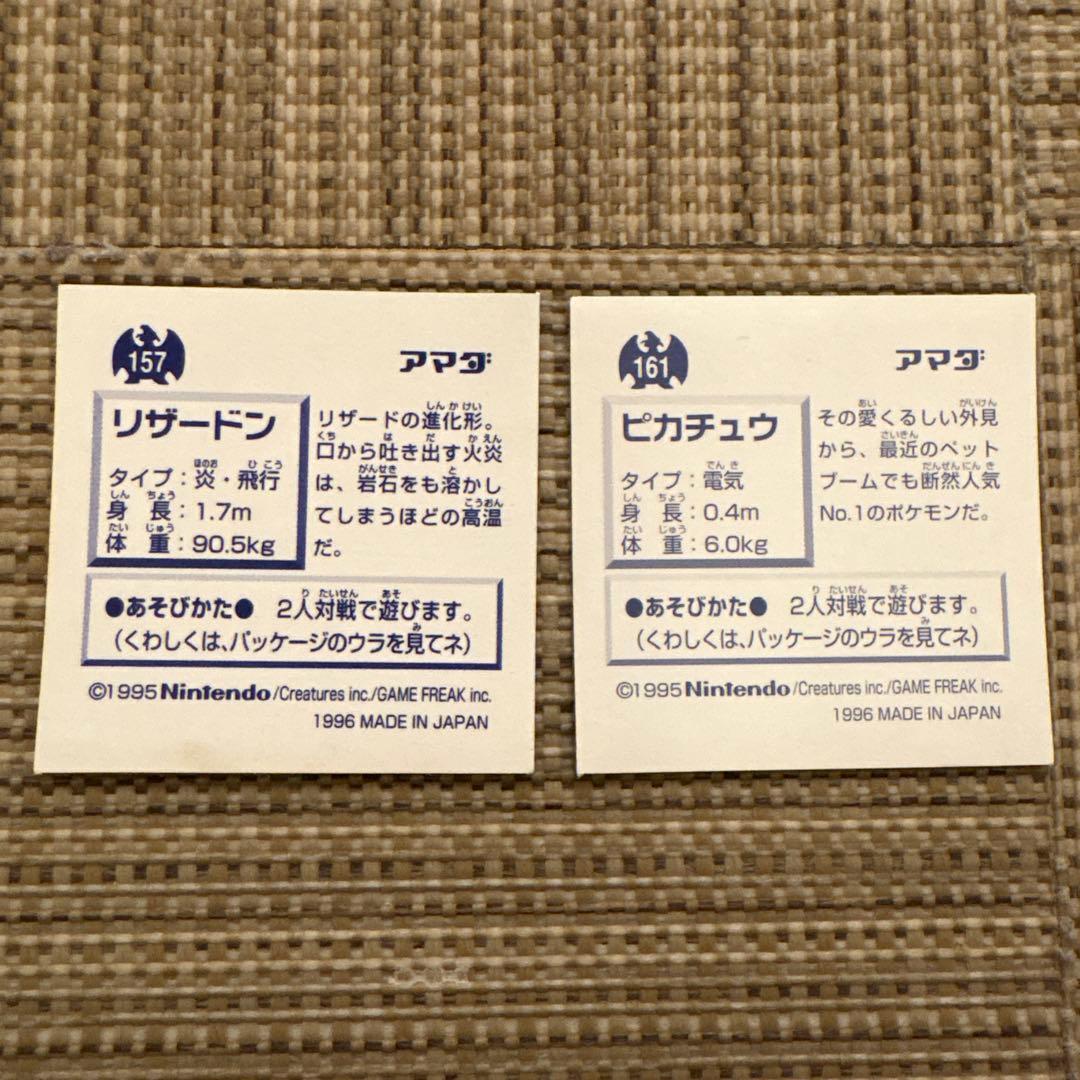 157
アマダ
リザードン
タイプ：炎・飛行
身長：1.7m
体重：90.5kg
リザードの進化形。
口から吐き出す火炎
は、岩石をも溶かし
てしまうほどの高温
だ。
●あそびかた● 2人対戦で遊びます。
(くわしくは、パッケージのウラを見てネ)
©1995 Nintendo/Creatures inc./GAME FREAK inc.
1996 MADE IN JAPAN
161
アマダ
ピカチュウ
タイプ：電気
身長：0.4m
体重：6.0kg
その愛くるしい外見
から、最近のペット
ブームでも断然人気
No.1のポケモンだ。
●あそびかた● 2人対戦で遊びます。
(くわしくは、パッケージのウラを見てネ)
©1995 Nintendo/Creatures inc./GAME FREAK inc.
1996 MADE IN JAPAN